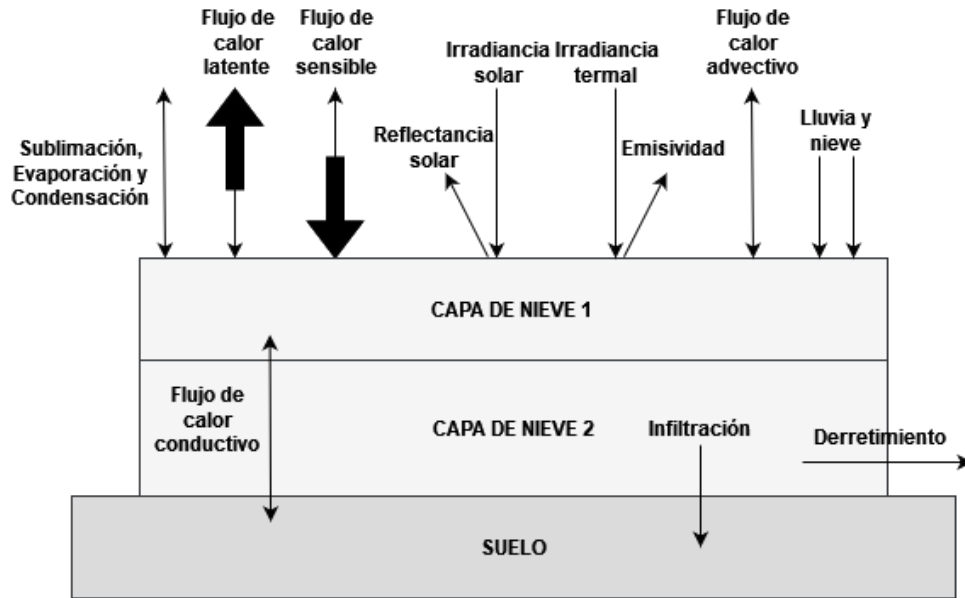 Flujo de
calor
latente
Flujo de
calor
sensible
Irradiancia
solar
Irradiancia
termal
Flujo de
calor
advectivo
Sublimación,
Evaporación y
Condensación
Reflectancia
solar
Emisividad
Lluvia y
nieve
CAPA DE NIEVE 1
Flujo de
calor
conductivo
CAPA DE NIEVE 2
Infiltración
Derretimiento
SUELO